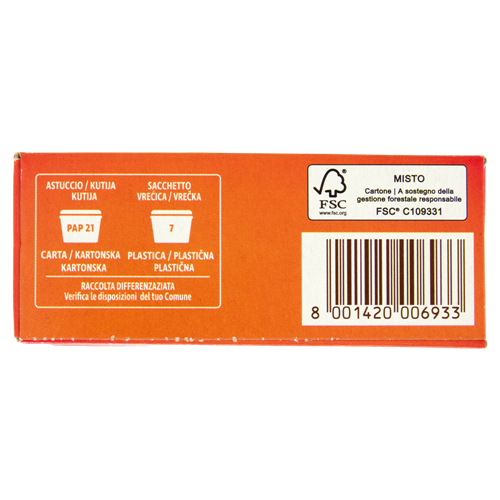 ASTUCCIO / KUTIJA
KUTIJA
PAP 21
CARTA / KARTONSKA
KARTONSKA
SACCHETTO
VREĆICA / VREČKA
7
PLASTICA / PLASTIČNA
PLASTIČNA
RACCOLTA DIFFERENZIATA
Verifica le disposizioni del tuo Comune
FSC
www.fsc.org
MISTO
Cartone | A sostegno della
gestione forestale responsabile
FSC® C109331
8 001420 006933